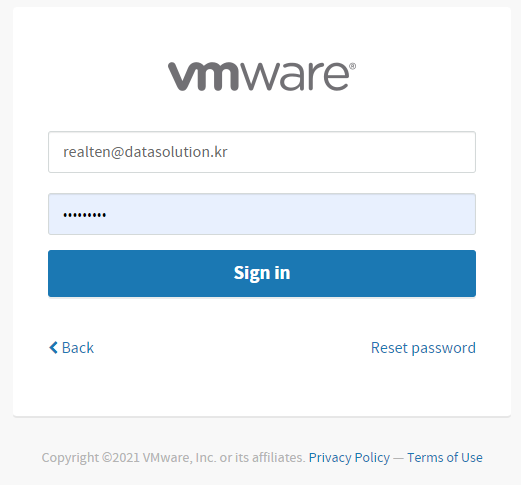 vmware®
realten@datasolution.kr
•••••••••
Sign in
Back Reset password
Copyright ©2021 VMware, Inc. or its affiliates. Privacy Policy — Terms of Use